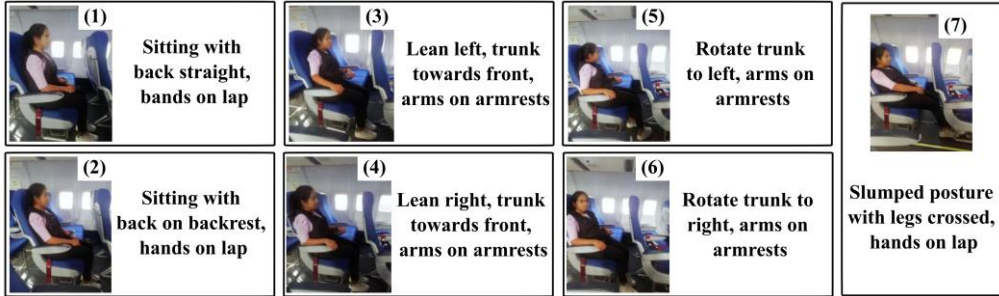 (1)
Sitting with
back straight,
bands on lap
(2)
Sitting with
back on backrest,
hands on lap
(3)
Lean left, trunk
towards front,
arms on armrests
(4)
Lean right, trunk
towards front,
arms on armrests
(5)
Rotate trunk
to left, arms on
armrests
(6)
Rotate trunk to
right, arms on
armrests
(7)
Slumped posture
with legs crossed,
hands on lap